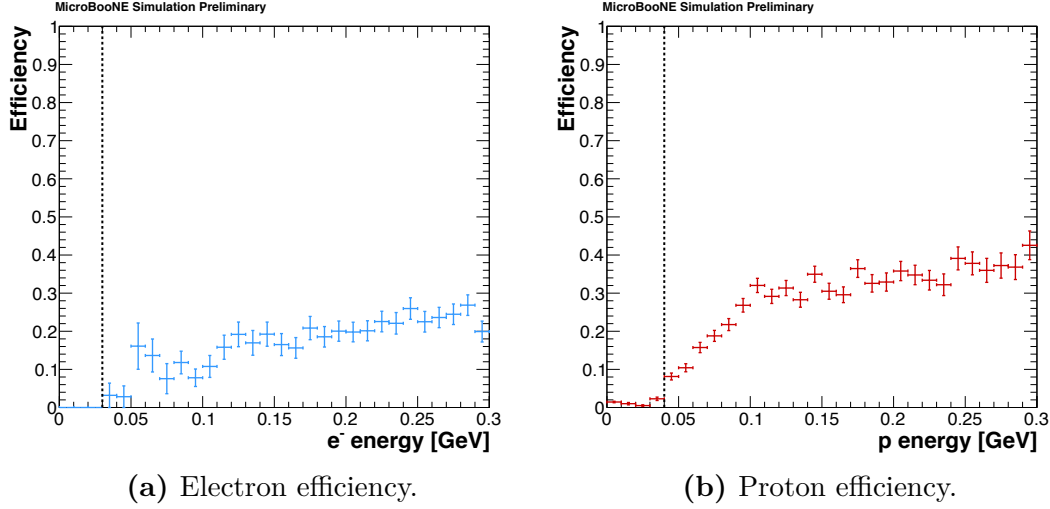 MicroBooNE Simulation Preliminary
Efficiency
1
0.9
0.8
0.7
0.6
0.5
0.4
0.3
0.2
0.1
0
0 0.05 0.1 0.15 0.2 0.25 0.3
e⁻ energy [GeV]
(a) Electron efficiency.
MicroBooNE Simulation Preliminary
Efficiency
1
0.9
0.8
0.7
0.6
0.5
0.4
0.3
0.2
0.1
0
0 0.05 0.1 0.15 0.2 0.25 0.3
p energy [GeV]
(b) Proton efficiency.